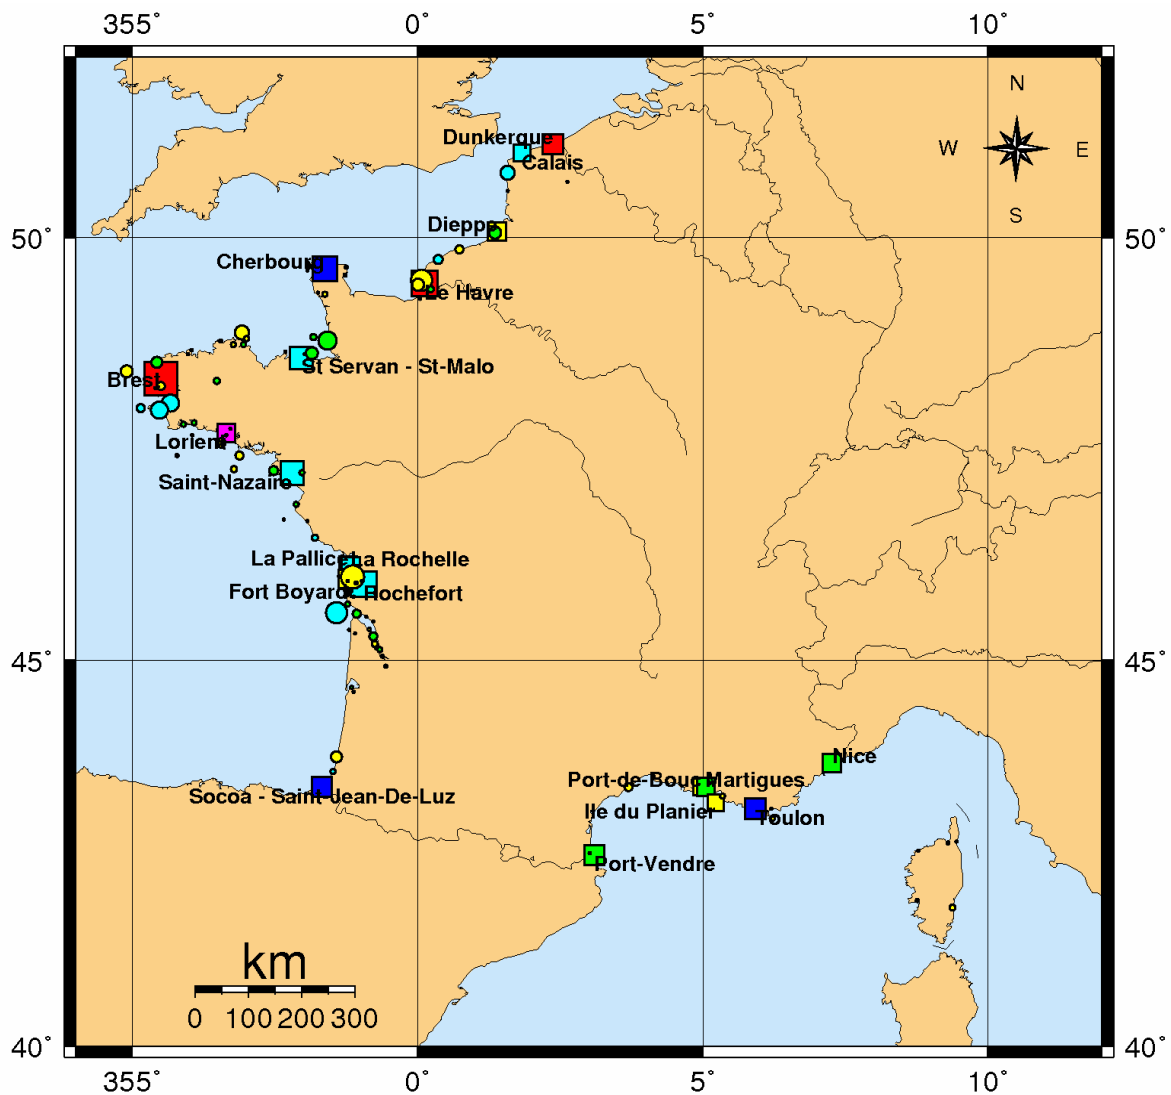 355° 0° 5° 10°
N
W E
S
Dunkerque
Calais
Dieppe
50° 50°
Cherbourg
Le Havre
St Servan - St-Malo
Brest
Lorient
Saint-Nazaire
La Pallice La Rochelle
Fort Boyard Rochefort
45° 45°
Nice
Port-de-Bouc Martigues
Socoa - Saint-Jean-De-Luz
Ile du Planier
Toulon
Port-Vendre
km
0 100 200 300
40° 40°
355° 0° 5° 10°